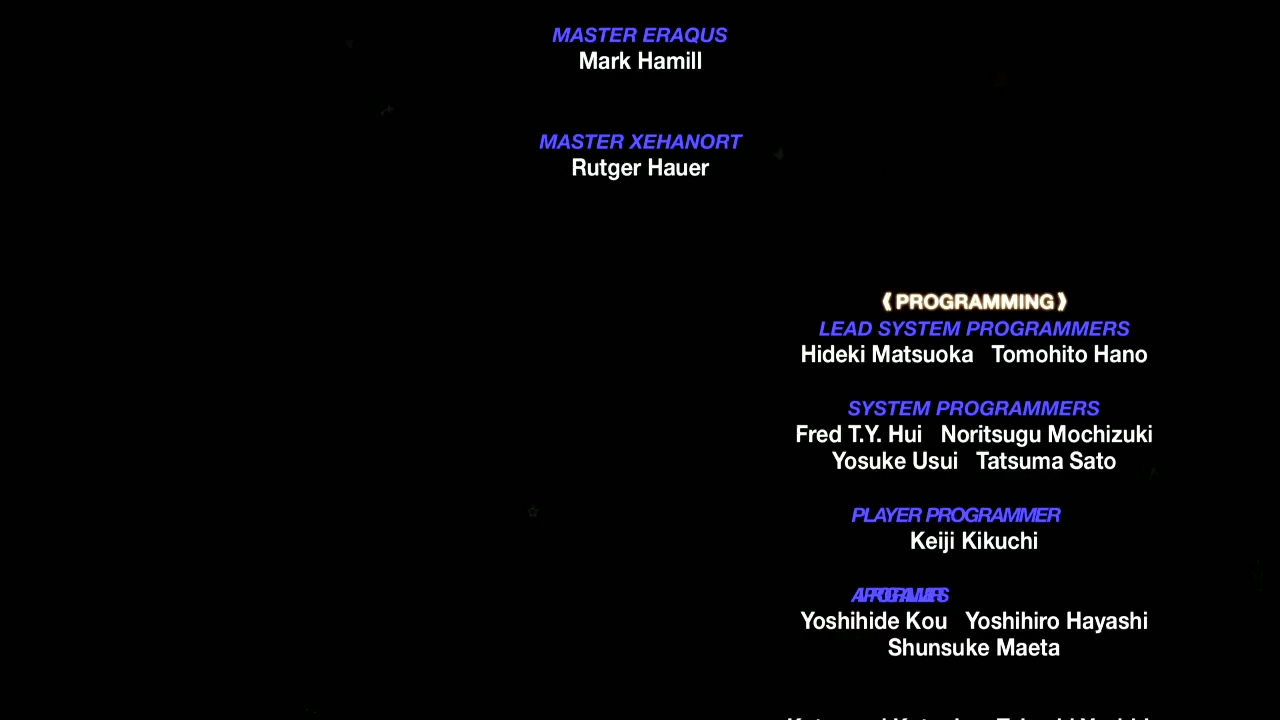 MASTER ERAQUS
Mark Hamill
MASTER XEHANORT
Rutger Hauer
《PROGRAMMING》
LEAD SYSTEM PROGRAMMERS
Hideki Matsuoka Tomohito Hano
SYSTEM PROGRAMMERS
Fred T.Y. Hui Noritsugu Mochizuki
Yosuke Usui Tatsuma Sato
PLAYER PROGRAMMER
Keiji Kikuchi
Yoshihide Kou Yoshihiro Hayashi
Shunsuke Maeta